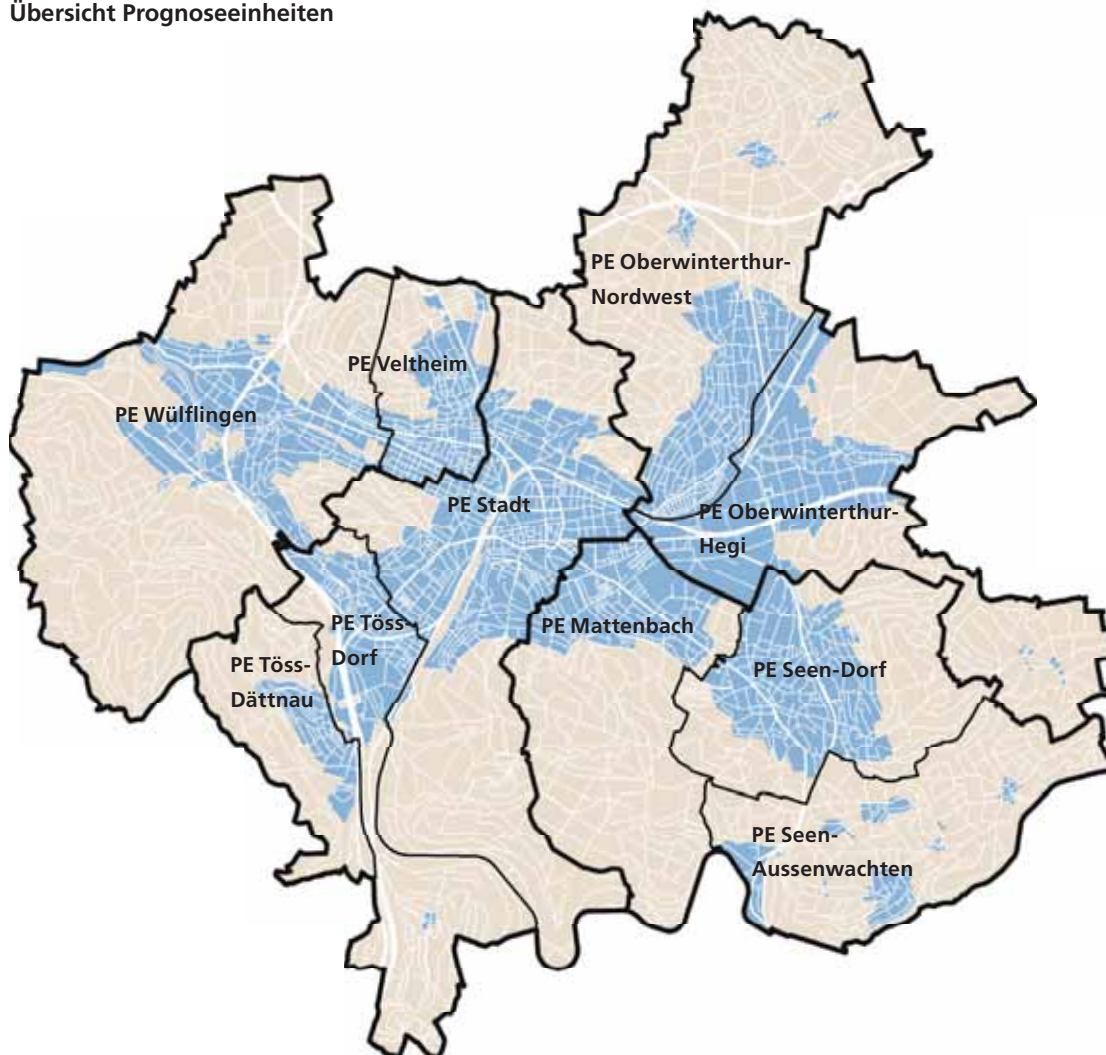 Übersicht Prognoseeinheiten
PE Oberwinterthur-
Nordwest
PE Veltheim
PE Wülflingen
PE Stadt
PE Oberwinterthur-
Hegi
PE Töss-
Dorf
PE Mattenbach
PE Töss-
Dättnau
PE Seen-Dorf
PE Seen-
Aussenwachten